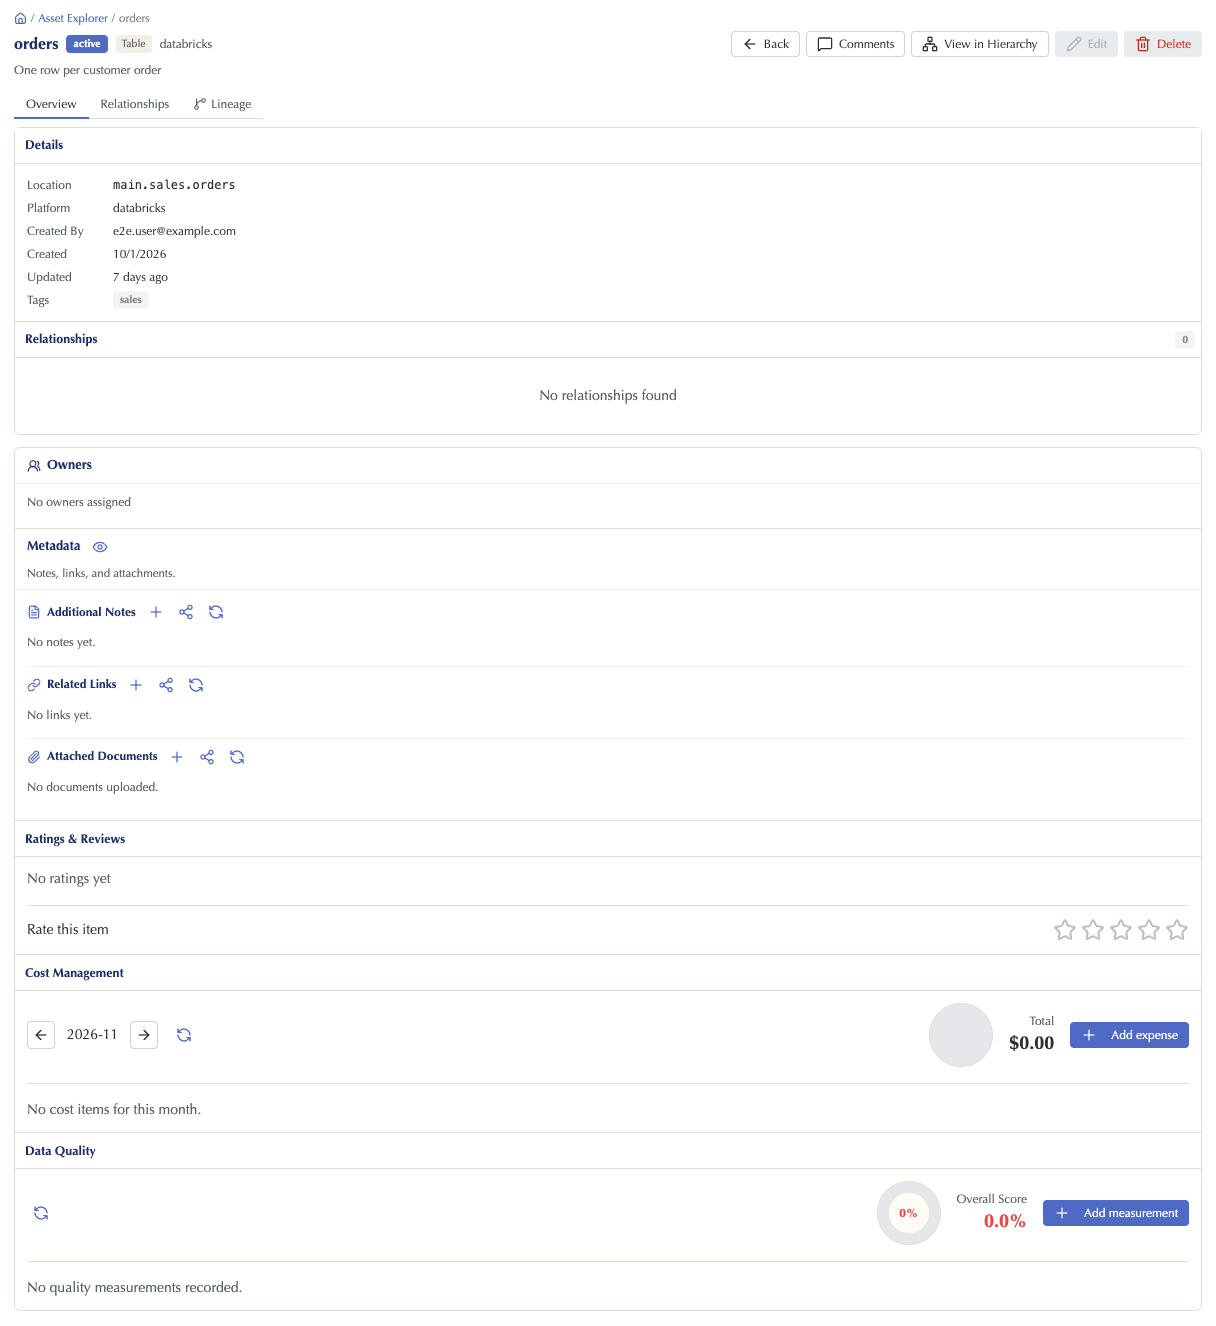 / Asset Explorer / orders
orders active Table databricks
Back Comments View in Hierarchy Edit Delete
One row per customer order
Overview Relationships Lineage
Details
Location main.sales.orders
Platform databricks
Created By e2e.user@example.com
Created 10/1/2026
Updated 7 days ago
Tags sales
Relationships 0
No relationships found
Owners
No owners assigned
Metadata
Notes, links, and attachments.
Additional Notes
No notes yet.
Related Links
No links yet.
Attached Documents
No documents uploaded.
Ratings & Reviews
No ratings yet
Rate this item
Cost Management
2026-11
Total
$0.00
Add expense
No cost items for this month.
Data Quality
0%
Overall Score
0.0%
Add measurement
No quality measurements recorded.